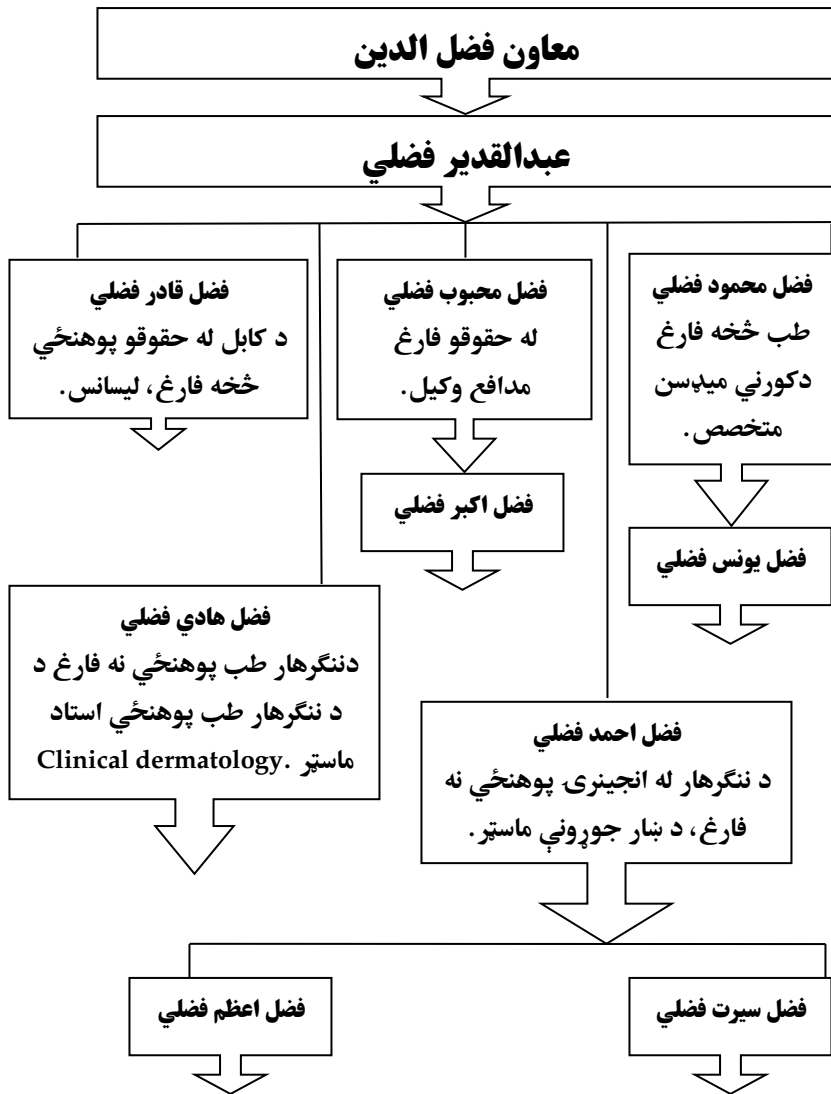 معاون فضل الدين
عبدالقدير فضلي
فضل محمود فضلي
طب څخه فارغ
دکورني ميډسن
متخصص.
فضل محبوب فضلي
له حقوقو فارغ
مدافع وکيل.
فضل قادر فضلي
د کابل له حقوقو پوهنځي
څخه فارغ، ليسانس.
فضل يونس فضلي
فضل اکبر فضلي
فضل هادي فضلي
دننګرهار طب پوهنځي نه فارغ د
د ننګرهار طب پوهنځي استاد
ماسټر .Clinical dermatology
فضل احمد فضلي
د ننګرهار له انجينرۍ پوهنځي نه
فارغ، د ښار جوړونې ماسټر.
فضل سيرت فضلي
فضل اعظم فضلي